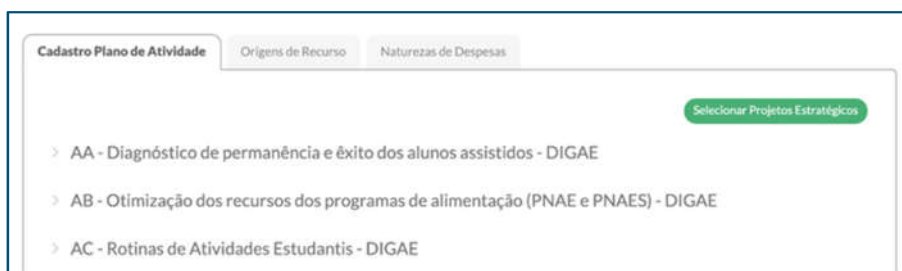 Cadastro Plano de Atividade Origens de Recurso Naturezas de Despesas
Selecionar Projetos Estratégicos
AA - Diagnóstico de permanência e êxito dos alunos assistidos - DIGAE
AB - Otimização dos recursos dos programas de alimentação (PNAE e PNAES) - DIGAE
AC - Rotinas de Atividades Estudantis - DIGAE